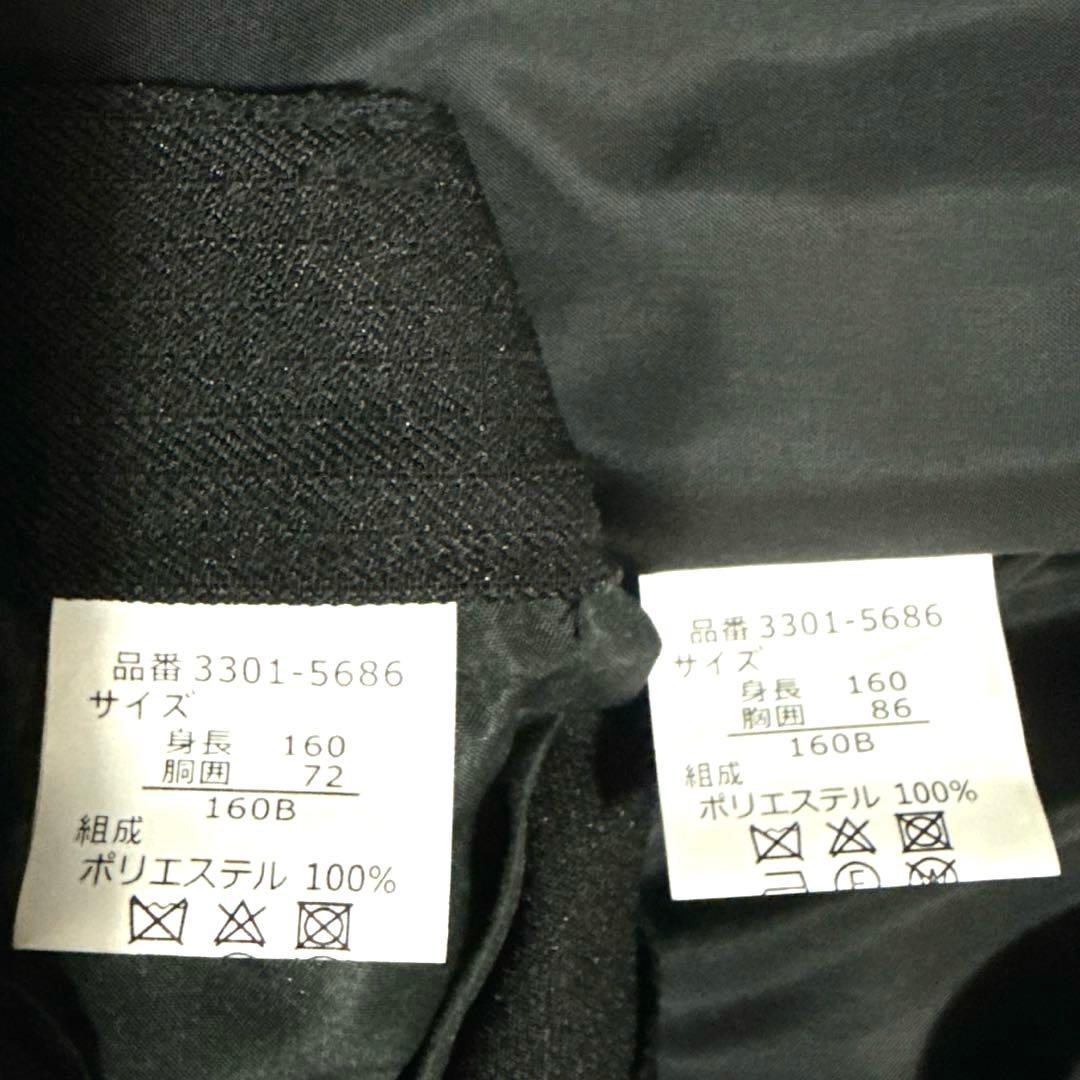 品番 3301-5686
サイズ
身長 160
胴囲 72
160B
組成
ポリエステル 100%
品番 3301-5686
サイズ
身長 160
胸囲 86
160B
組成
ポリエステル 100%
F
W